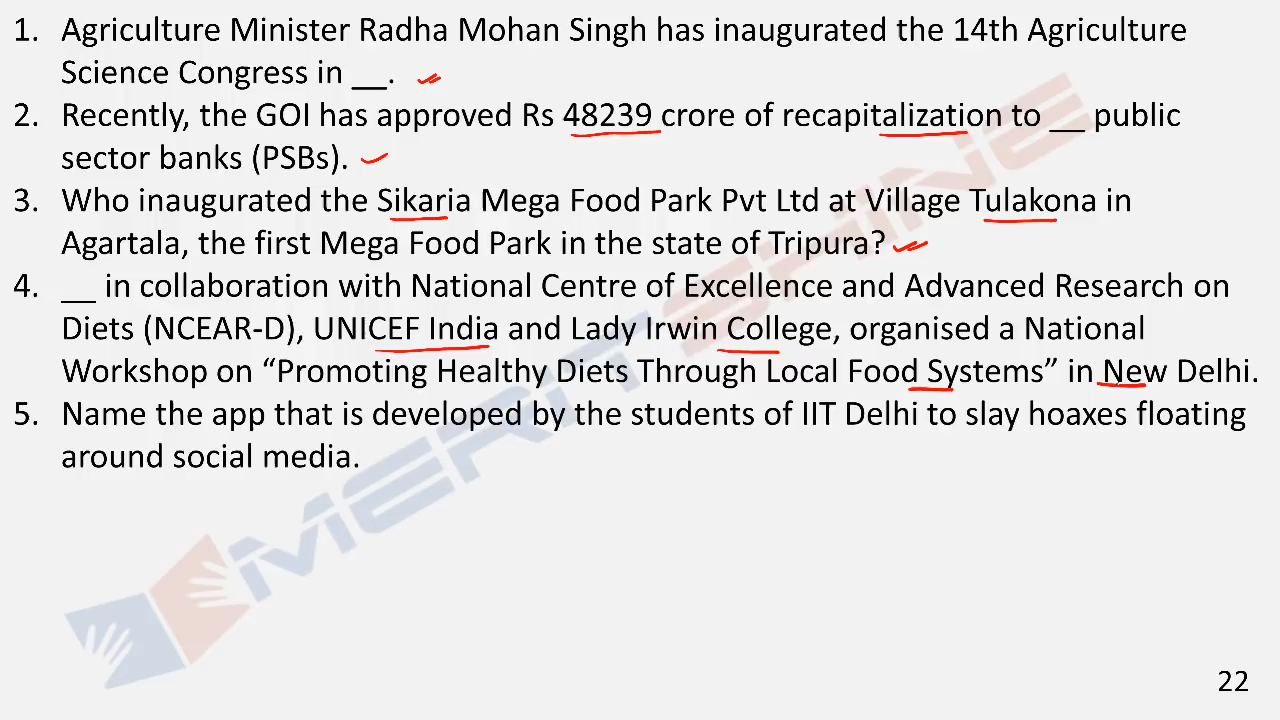 1. Agriculture Minister Radha Mohan Singh has inaugurated the 14th Agriculture
Science Congress in __.
2. Recently, the GOI has approved Rs 48239 crore of recapitalization to __ public
sector banks (PSBs).
3. Who inaugurated the Sikaria Mega Food Park Pvt Ltd at Village Tulakona in
Agartala, the first Mega Food Park in the state of Tripura?
4. __ in collaboration with National Centre of Excellence and Advanced Research on
Diets (NCEAR-D), UNICEF India and Lady Irwin College, organised a National
Workshop on “Promoting Healthy Diets Through Local Food Systems” in New Delhi.
5. Name the app that is developed by the students of IIT Delhi to slay hoaxes floating
around social media.
MERITSHINE
22